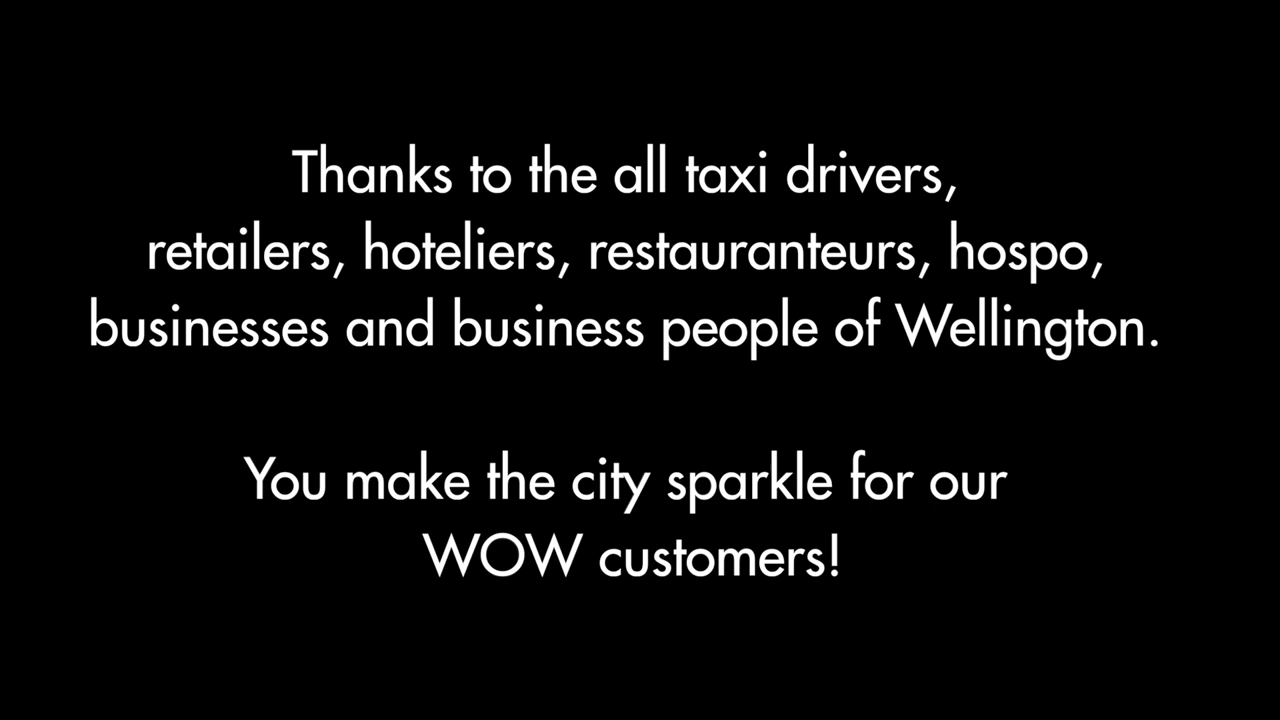 Thanks to the all taxi drivers,
retailers, hoteliers, restauranteurs, hospo,
businesses and business people of Wellington.
You make the city sparkle for our
WOW customers!